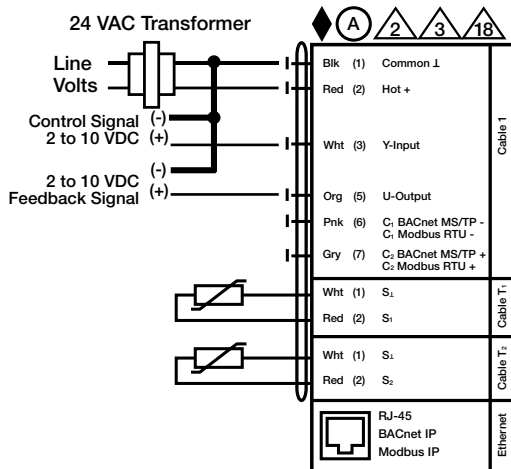 24 VAC Transformer
A 2 3 18
Line
Volts
Control Signal (-)
2 to 10 VDC (+)
(-)
2 to 10 VDC
Feedback Signal (+)
Blk (1) Common ⊥
Red (2) Hot +
Wht (3) Y-Input
Org (5) U-Output
Pnk (6) C₁ BACnet MS/TP -
C₁ Modbus RTU -
Gry (7) C₂ BACnet MS/TP +
C₂ Modbus RTU +
Cable 1
Wht (1) S⊥
Red (2) S₁
Cable T₁
Wht (1) S⊥
Red (2) S₂
Cable T₂
RJ-45
BACnet IP
Modbus IP
Ethernet